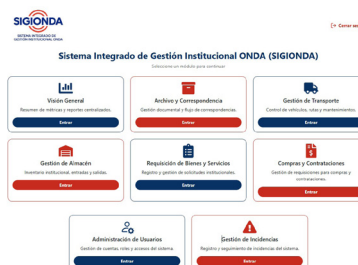 SIGIONDA
SISTEMA INTEGRADO DE
GESTIÓN INSTITUCIONAL ONDA
Cerrar ses
Sistema Integrado de Gestión Institucional ONDA (SIGIONDA)
Seleccione un módulo para continuar
Visión General
Resumen de métricas y reportes centralizados.
Entrar
Archivo y Correspondencia
Gestión documental y flujo de correspondencias.
Entrar
Gestión de Transporte
Control de vehículos, rutas y mantenimientos.
Entrar
Gestión de Almacén
Inventario institucional, entradas y salidas.
Entrar
Requisición de Bienes y Servicios
Registro y gestión de solicitudes institucionales.
Entrar
Compras y Contrataciones
Gestión de requisiciones para compras y
contrataciones.
Entrar
Administración de Usuarios
Gestión de cuentas, roles y accesos del sistema.
Entrar
Gestión de Incidencias
Registro y seguimiento de incidencias del sistema.
Entrar